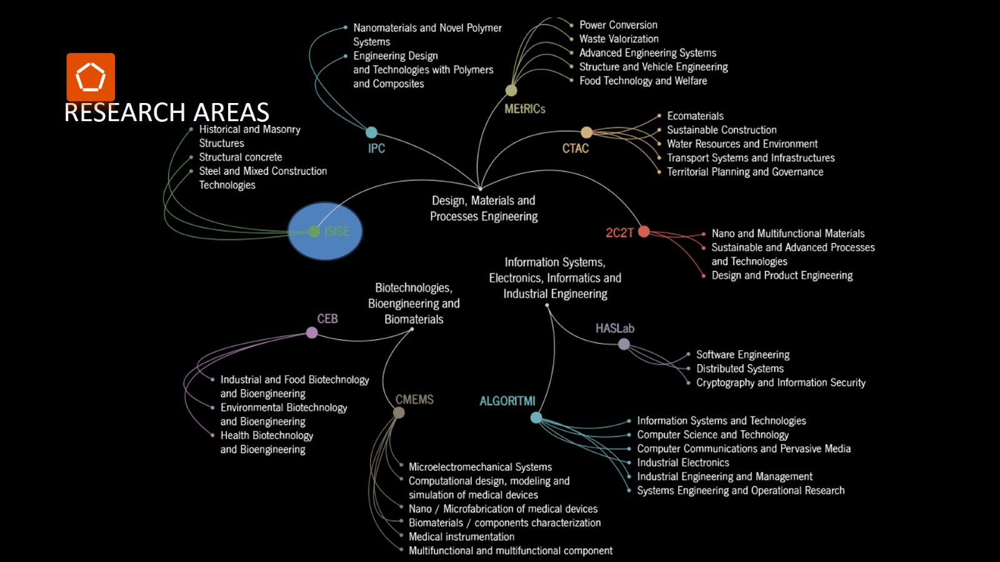 RESEARCH AREAS
Nanomaterials and Novel Polymer
Systems
Engineering Design
and Technologies with Polymers
and Composites
IPC
Power Conversion
Waste Valorization
Advanced Engineering Systems
Structure and Vehicle Engineering
Food Technology and Welfare
MEtRICs
Ecomaterials
Sustainable Construction
Water Resources and Environment
Transport Systems and Infrastructures
Territorial Planning and Governance
CTAC
Historical and Masonry
Structures
Structural concrete
Steel and Mixed Construction
Technologies
ISISE
Design, Materials and
Processes Engineering
2C2T
Nano and Multifunctional Materials
Sustainable and Advanced Processes
and Technologies
Design and Product Engineering
Information Systems,
Electronics, Informatics and
Industrial Engineering
Biotechnologies,
Bioengineering and
Biomaterials
CEB
Industrial and Food Biotechnology
and Bioengineering
Environmental Biotechnology
and Bioengineering
Health Biotechnology
and Bioengineering
HASLab
Software Engineering
Distributed Systems
Cryptography and Information Security
CMEMS
Microelectromechanical Systems
Computational design, modeling and
simulation of medical devices
Nano / Microfabrication of medical devices
Biomaterials / components characterization
Medical instrumentation
Multifunctional and multifunctional component
ALGORITMI
Information Systems and Technologies
Computer Science and Technology
Computer Communications and Pervasive Media
Industrial Electronics
Industrial Engineering and Management
Systems Engineering and Operational Research